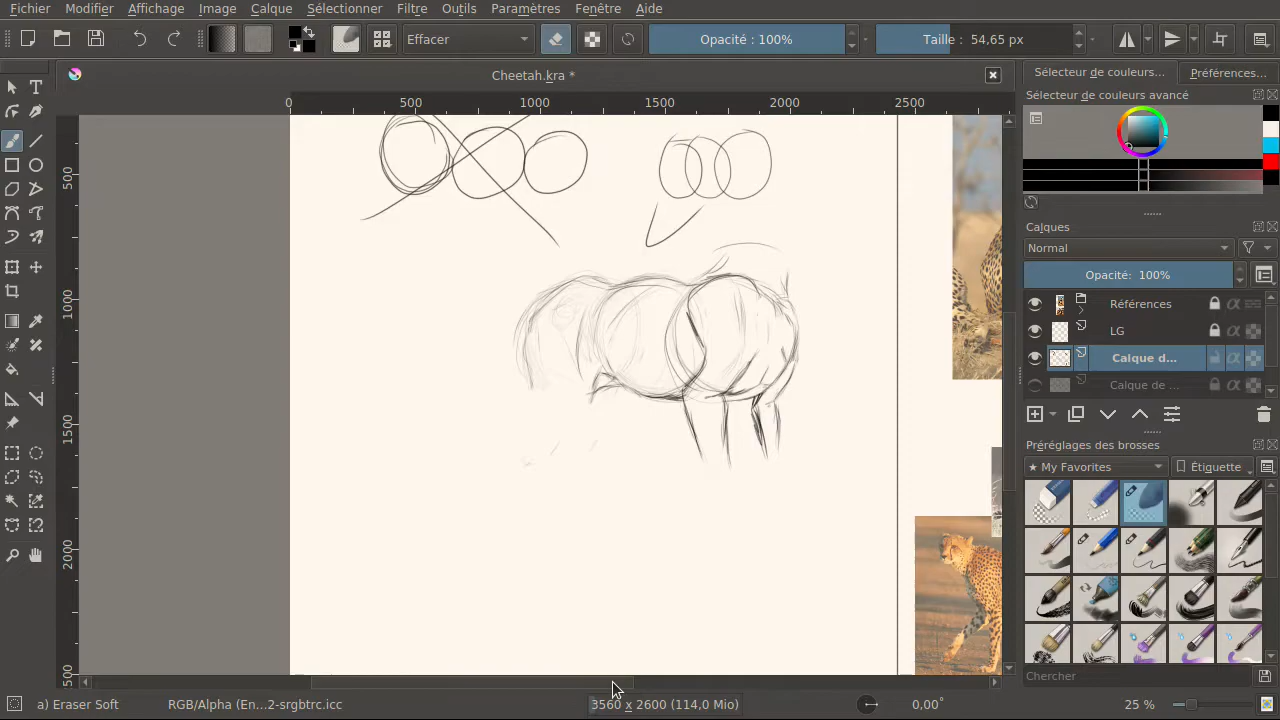 Fichier Modifier Affichage Image Calque Sélectionner Filtre Outils Paramètres Fenêtre Aide
Effacer Opacité : 100% Taille : 54,65 px
Cheetah.kra *
Sélecteur de couleurs... Préférences...
Sélecteur de couleurs avancé
0 500 1000 1500 2000 2500
500
1000
1500
2000
Calques
Normal
Opacité: 100%
Références
LG
Calque d...
Calque de ...
Préréglages des brosses
★ My Favorites Étiquette
Chercher
a) Eraser Soft RGB/Alpha (En...2-srgbtrc.icc 3560 x 2600 (114,0 Mio) 0,00° 25 %